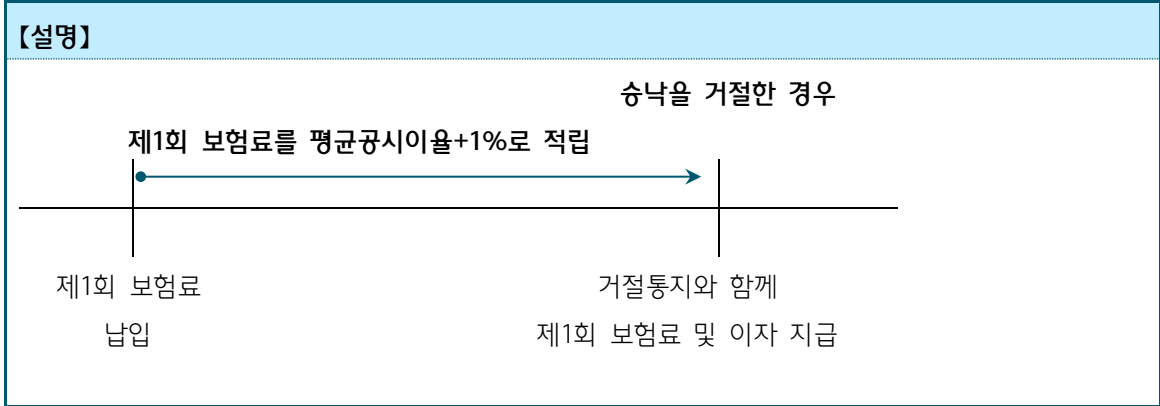 【설명】
승낙을 거절한 경우
제1회 보험료를 평균공시이율+1%로 적립
제1회 보험료
납입
거절통지와 함께
제1회 보험료 및 이자 지급